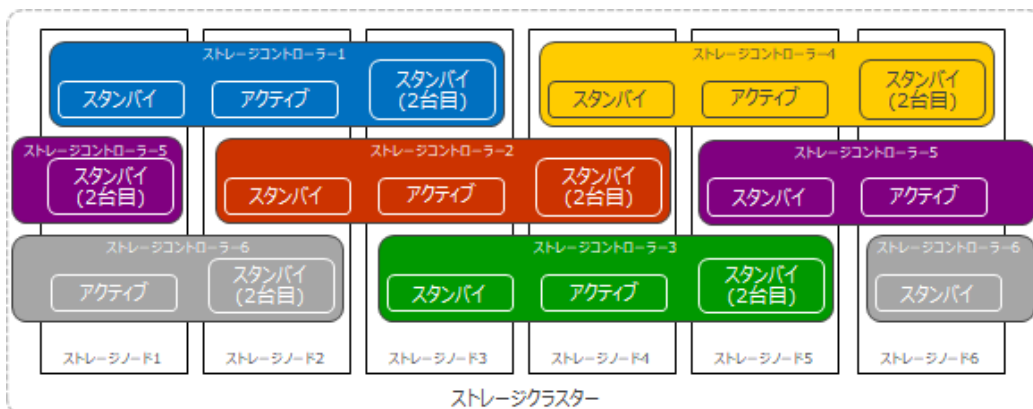 ストレージコントローラー1
スタンバイ
アクティブ
スタンバイ
(2台目)
ストレージコントローラー4
スタンバイ
アクティブ
スタンバイ
(2台目)
ストレージコントローラー5
スタンバイ
(2台目)
ストレージコントローラー2
スタンバイ
アクティブ
スタンバイ
(2台目)
ストレージコントローラー5
スタンバイ
アクティブ
ストレージコントローラー6
アクティブ
スタンバイ
(2台目)
ストレージコントローラー3
スタンバイ
アクティブ
スタンバイ
(2台目)
ストレージコントローラー6
スタンバイ
ストレージノード1
ストレージノード2
ストレージノード3
ストレージノード4
ストレージノード5
ストレージノード6
ストレージクラスター